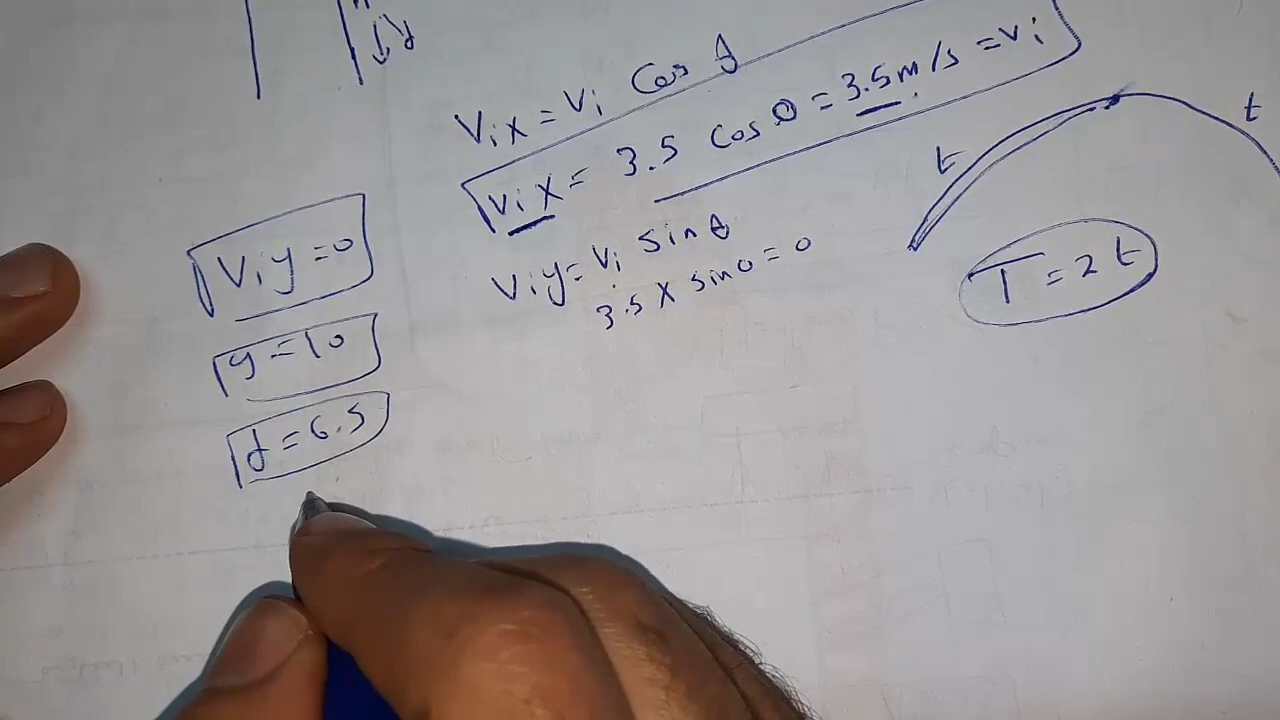 y
Vix = Vi Cos θ
Vix = 3.5 cos 0 = 3.5m/s = Vi
Viy = Vi sin θ
3.5 x sin 0 = 0
Viy = 0
y = 10
d = 6.5
t
t
T = 2t